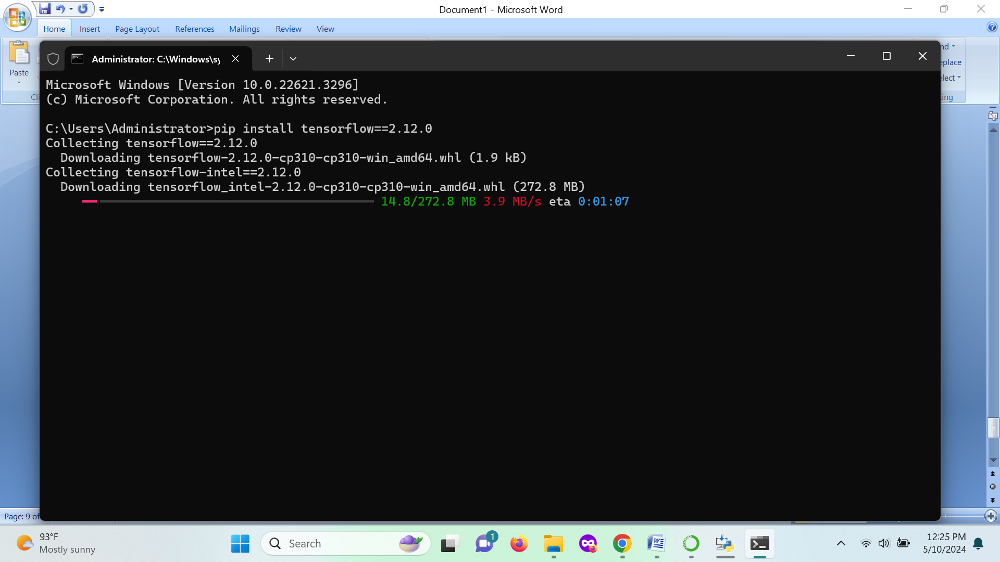 Document1 - Microsoft Word
Home Insert Page Layout References Mailings Review View
Paste
Administrator: C:\Windows\sy
Microsoft Windows [Version 10.0.22621.3296]
(c) Microsoft Corporation. All rights reserved.
C:\Users\Administrator>pip install tensorflow==2.12.0
Collecting tensorflow==2.12.0
Downloading tensorflow-2.12.0-cp310-cp310-win_amd64.whl (1.9 kB)
Collecting tensorflow-intel==2.12.0
Downloading tensorflow_intel-2.12.0-cp310-cp310-win_amd64.whl (272.8 MB)
14.8/272.8 MB 3.9 MB/s eta 0:01:07
nd
eplace
elect
ing
Cli
Page: 9 of
93°F
Mostly sunny
Search
1
12:25 PM
5/10/2024